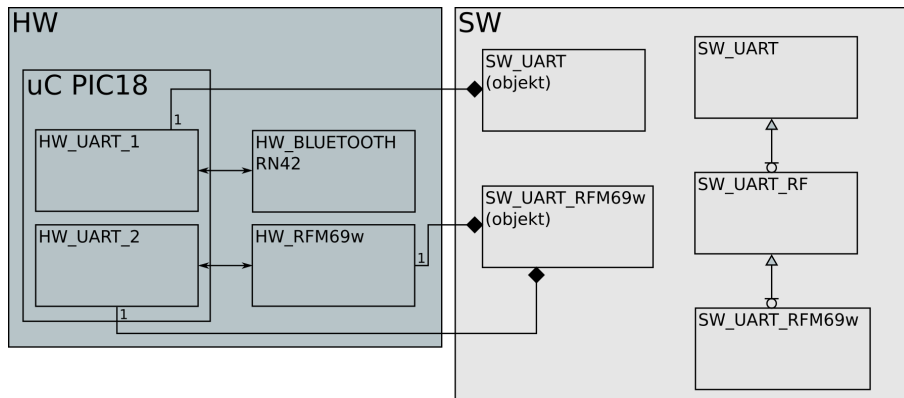 HW
uC PIC18
HW_UART_1
1
HW_BLUETOOTH
RN42
HW_UART_2
1
HW_RFM69w
1
SW
SW_UART
(objekt)
SW_UART_RFM69w
(objekt)
SW_UART
SW_UART_RF
SW_UART_RFM69w